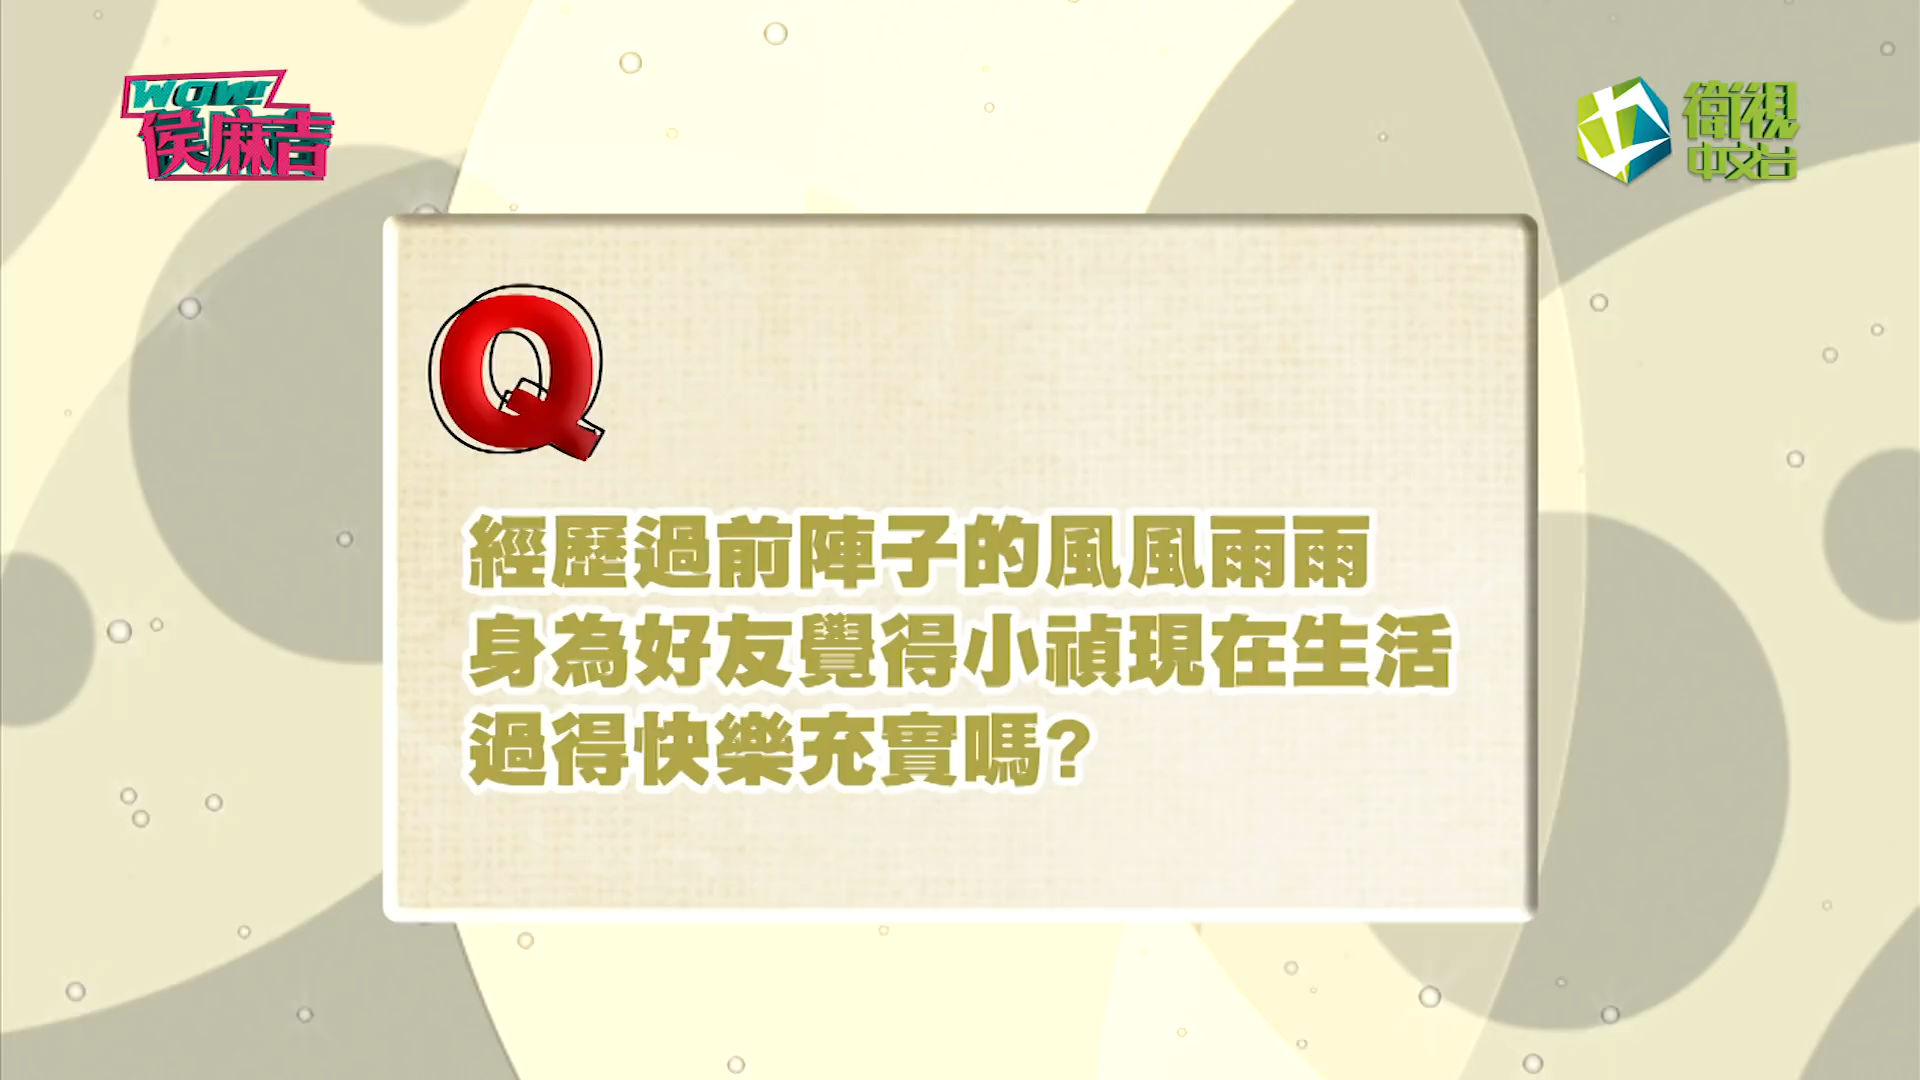 WOW!
侯麻吉
衛視
中文台
Q
經歷過前陣子的風風雨雨
身為好友覺得小禎現在生活
過得快樂充實嗎?